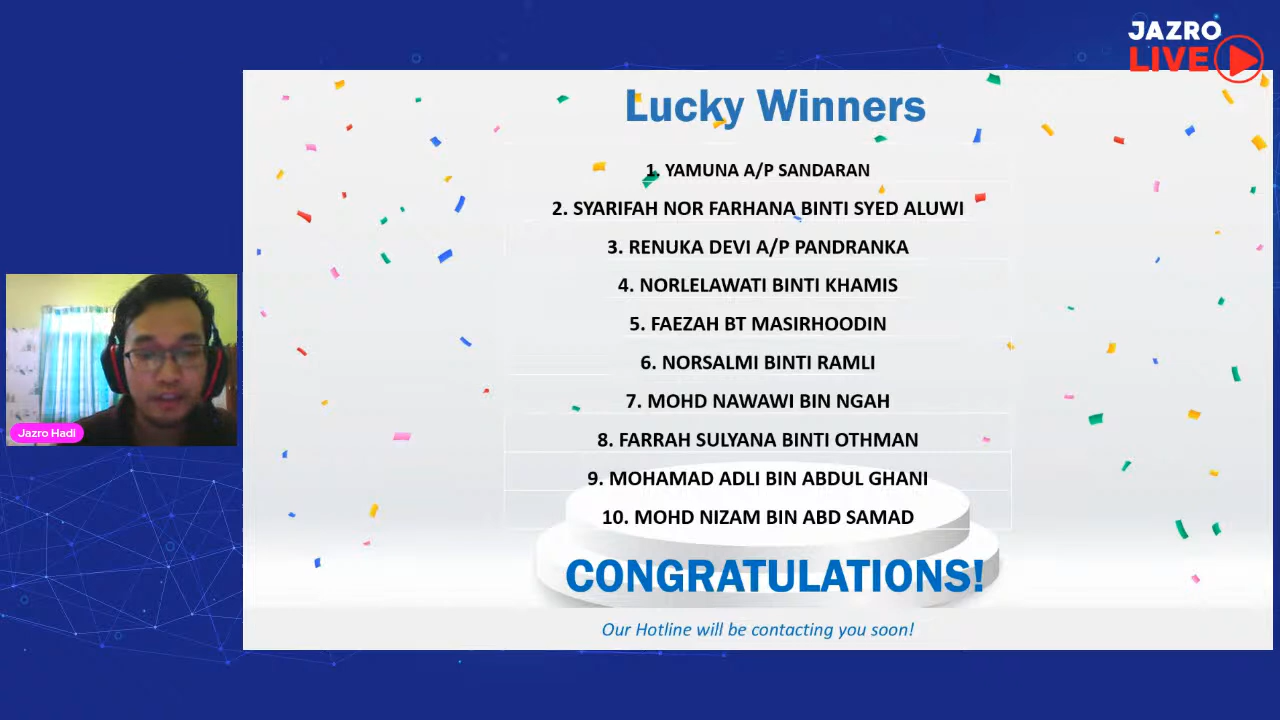 JAZRO
LIVE
Lucky Winners
1. YAMUNA A/P SANDARAN
2. SYARIFAH NOR FARHANA BINTI SYED ALUWI
3. RENUKA DEVI A/P PANDRANKA
4. NORLELAWATI BINTI KHAMIS
5. FAEZAH BT MASIRHOODIN
6. NORSALMI BINTI RAMLI
7. MOHD NAWAWI BIN NGAH
8. FARRAH SULYANA BINTI OTHMAN
9. MOHAMAD ADLI BIN ABDUL GHANI
10. MOHD NIZAM BIN ABD SAMAD
CONGRATULATIONS!
Our Hotline will be contacting you soon!
Jazro Hadi